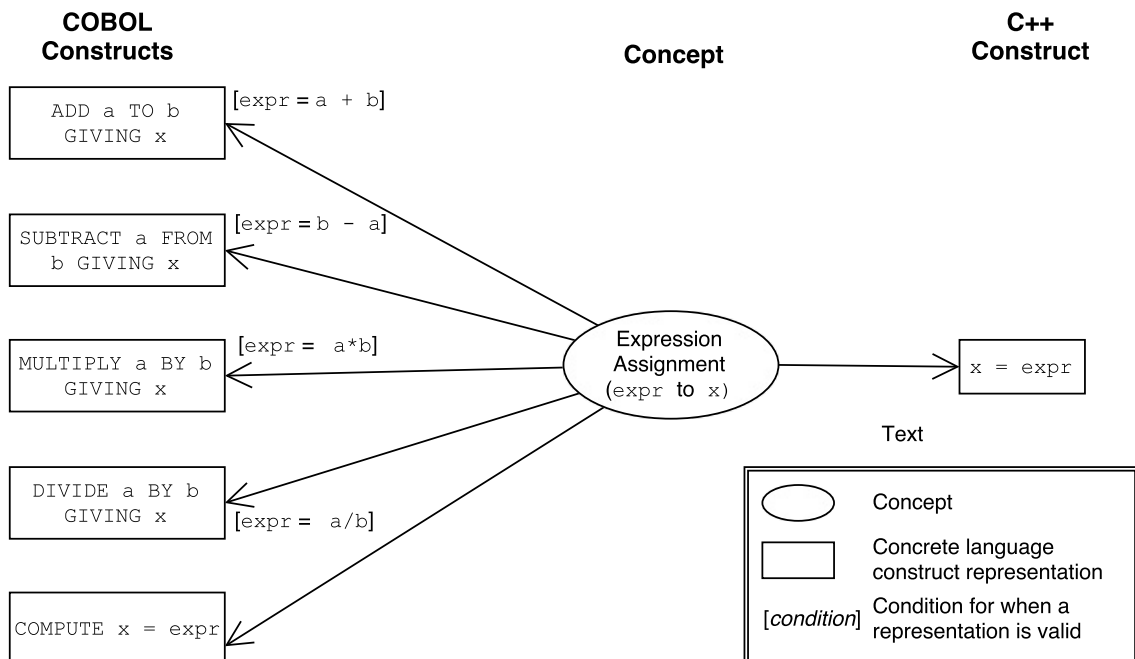 COBOL
Constructs
Concept
C++
Construct
ADD a TO b
GIVING x
[expr = a + b]
SUBTRACT a FROM
b GIVING x
[expr = b - a]
MULTIPLY a BY b
GIVING x
[expr = a*b]
DIVIDE a BY b
GIVING x
[expr = a/b]
COMPUTE x = expr
Expression
Assignment
(expr to x)
x = expr
Text
Concept
Concrete language
construct representation
[condition]
Condition for when a
representation is valid